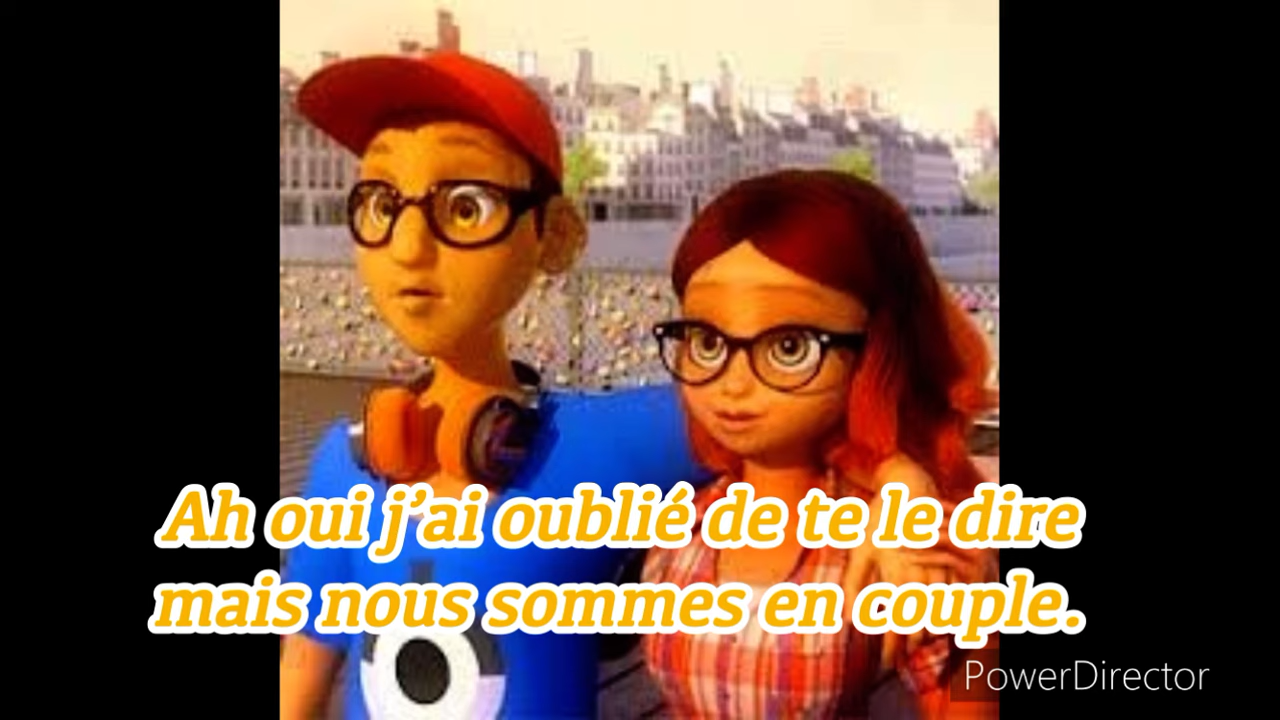 Ah oui j’ai oublié de te le dire
mais nous sommes en couple.
PowerDirector